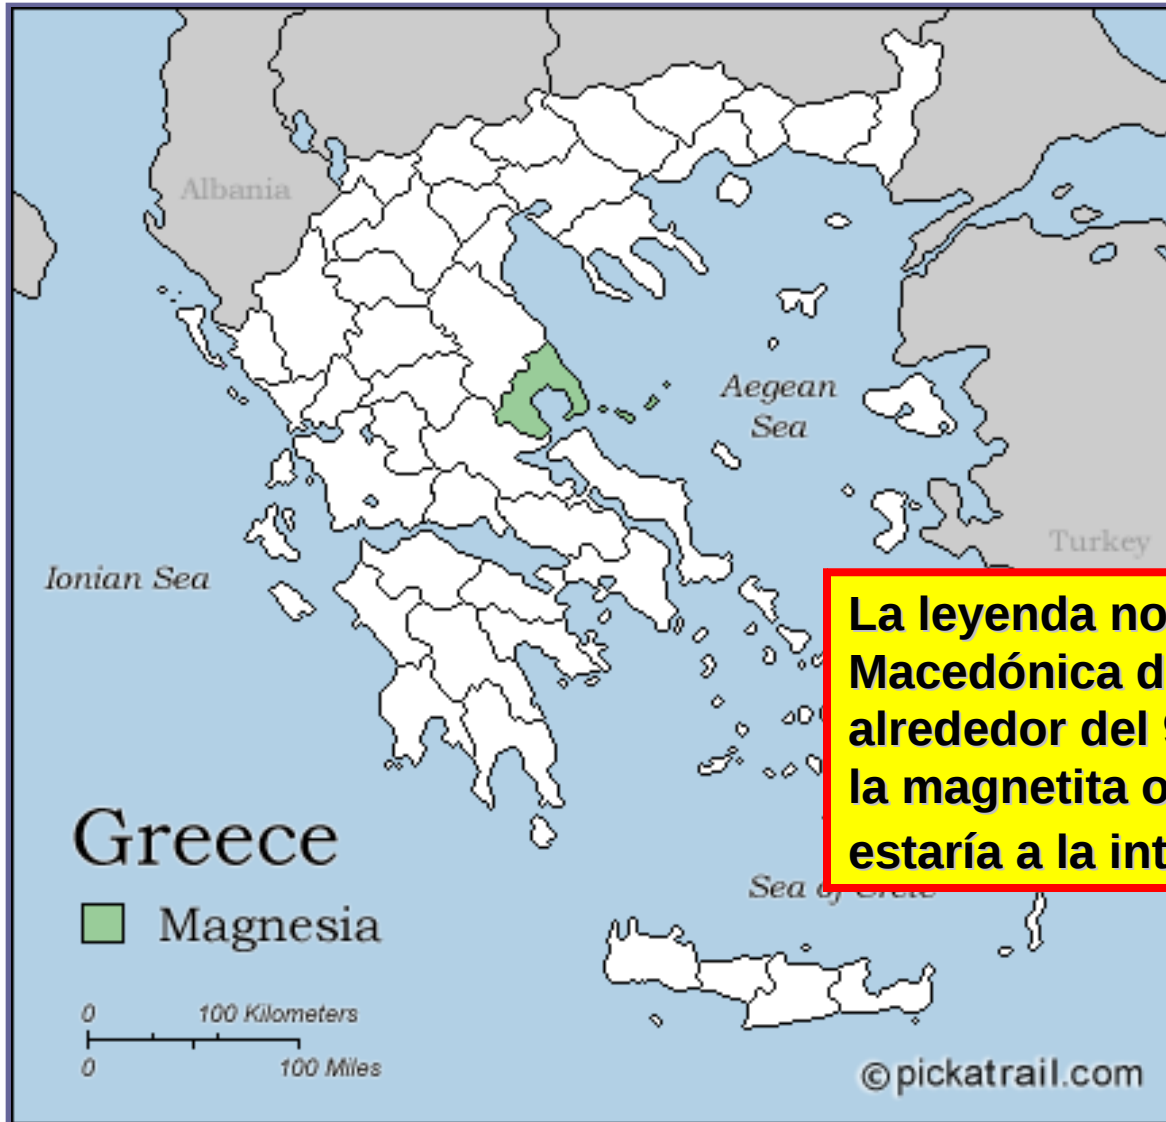 Albania
Aegean
Sea
Turkey
Ionian Sea
La leyenda no
Macedónica d
alrededor del
la magnetita o
estaría a la int
Greece
Sea of Crete
Magnesia
0 100 Kilometers
0 100 Miles
©pickatrail.com